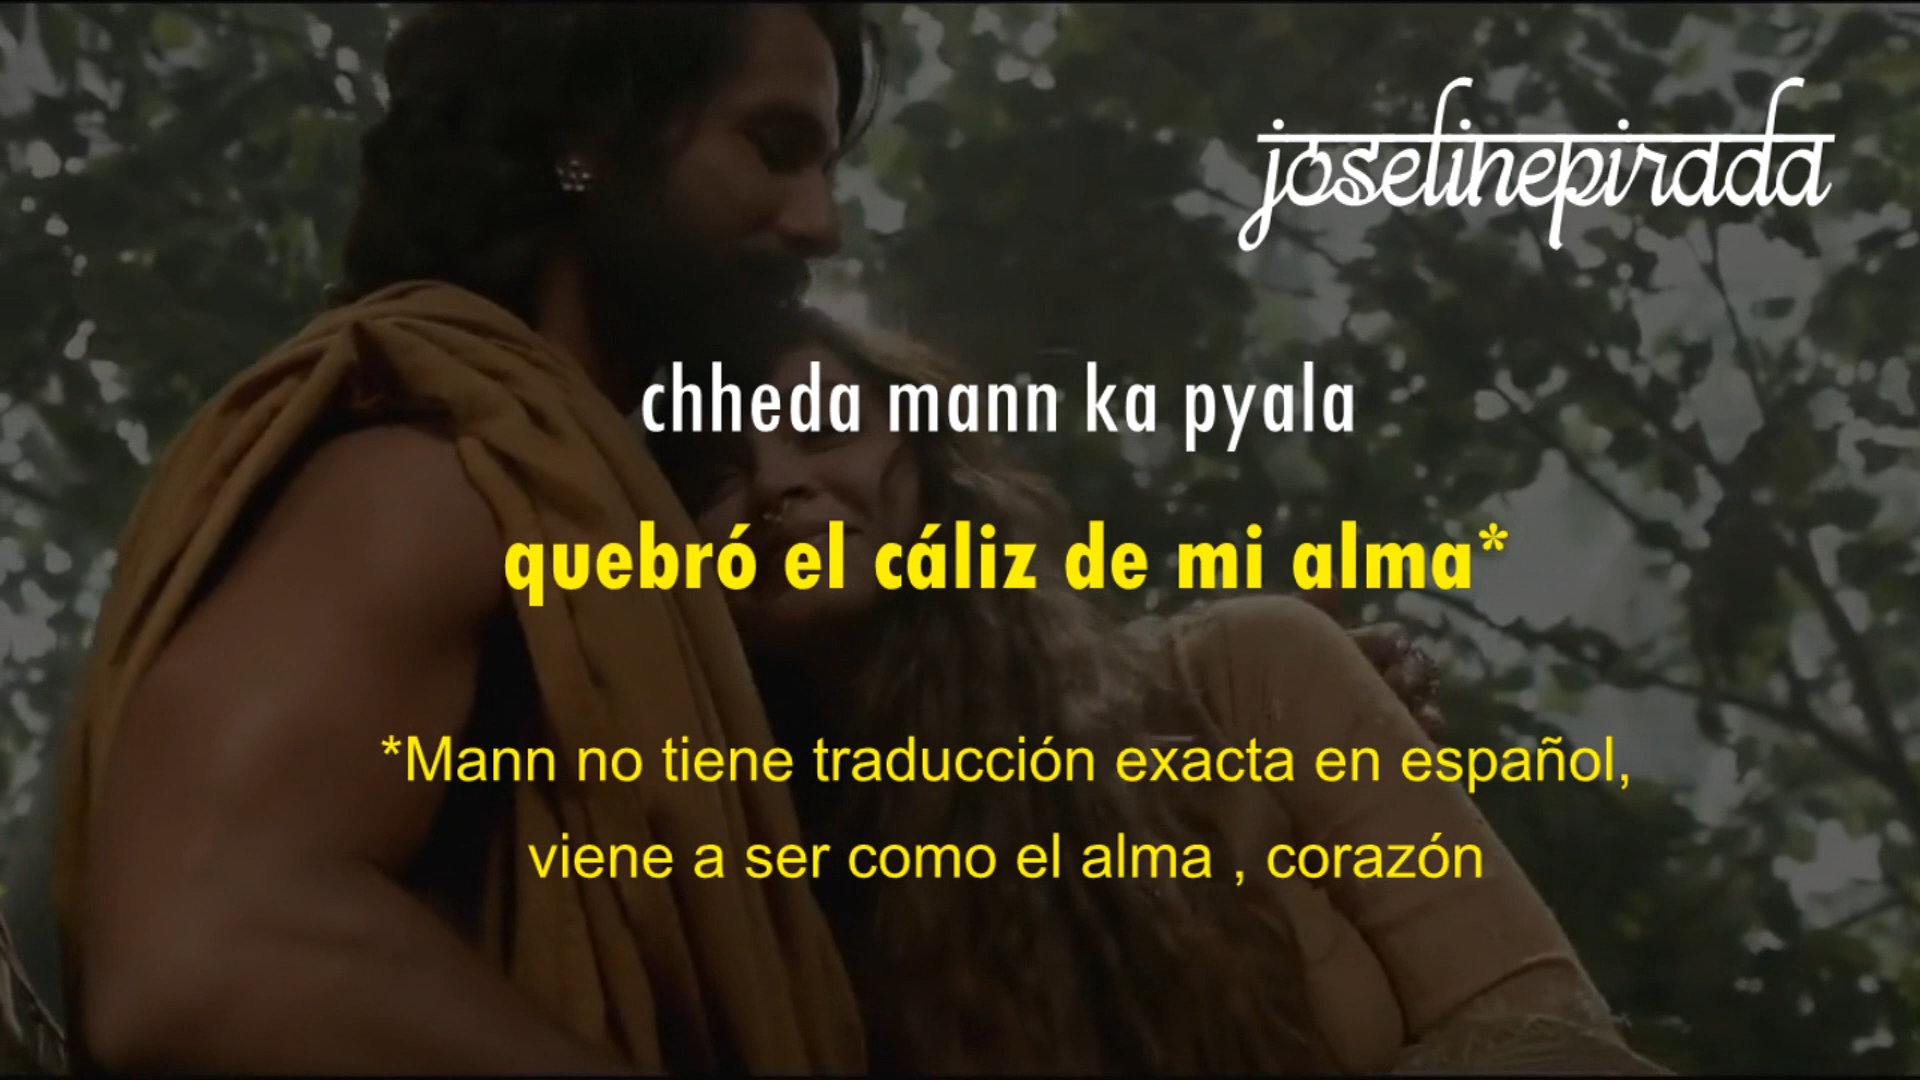 joselinepirada
chheda mann ka pyala
quebró el cáliz de mi alma*
*Mann no tiene traducción exacta en español,
viene a ser como el alma , corazón